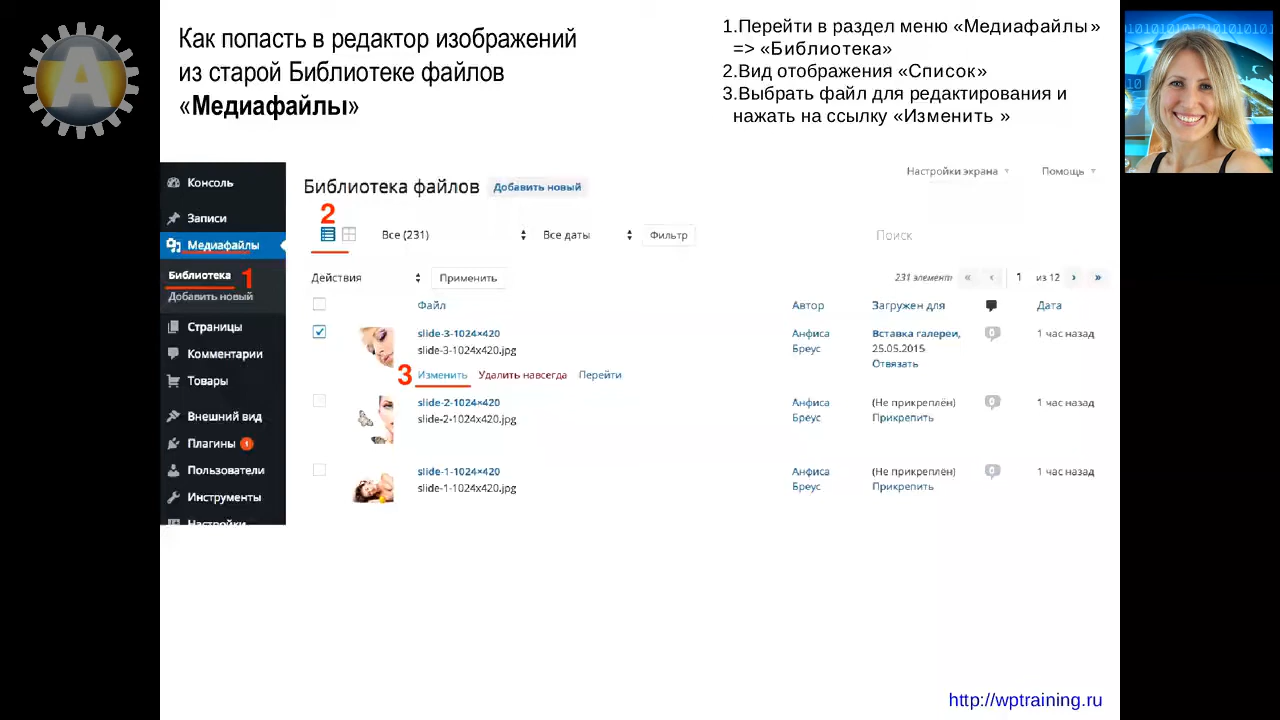 Как попасть в редактор изображений
из старой Библиотеке файлов
«Медиафайлы»
1.Перейти в раздел меню «Медиафайлы»
=> «Библиотека»
2.Вид отображения «Список»
3.Выбрать файл для редактирования и
нажать на ссылку «Изменить »
A
Консоль
Записи
Медиафайлы
Библиотека 1
Добавить новый
Страницы
Комментарии
Товары
Внешний вид
Плагины 1
Пользователи
Инструменты
Настройки
Настройки экрана Помощь
Библиотека файлов Добавить новый
2
Все (231) Все даты Фильтр Поиск
Действия Применить 231 элемент « ‹ 1 из 12 › »
Файл Автор Загружен для Дата
slide-3-1024×420 Анфиса Вставка галереи, 0 1 час назад
slide-3-1024x420.jpg Бреус 25.05.2015
Отвязать
3 Изменить Удалить навсегда Перейти
slide-2-1024×420 Анфиса (Не прикреплён) 0 1 час назад
slide-2-1024x420.jpg Бреус Прикрепить
slide-1-1024×420 Анфиса (Не прикреплён) 0 1 час назад
slide-1-1024x420.jpg Бреус Прикрепить
http://wptraining.ru